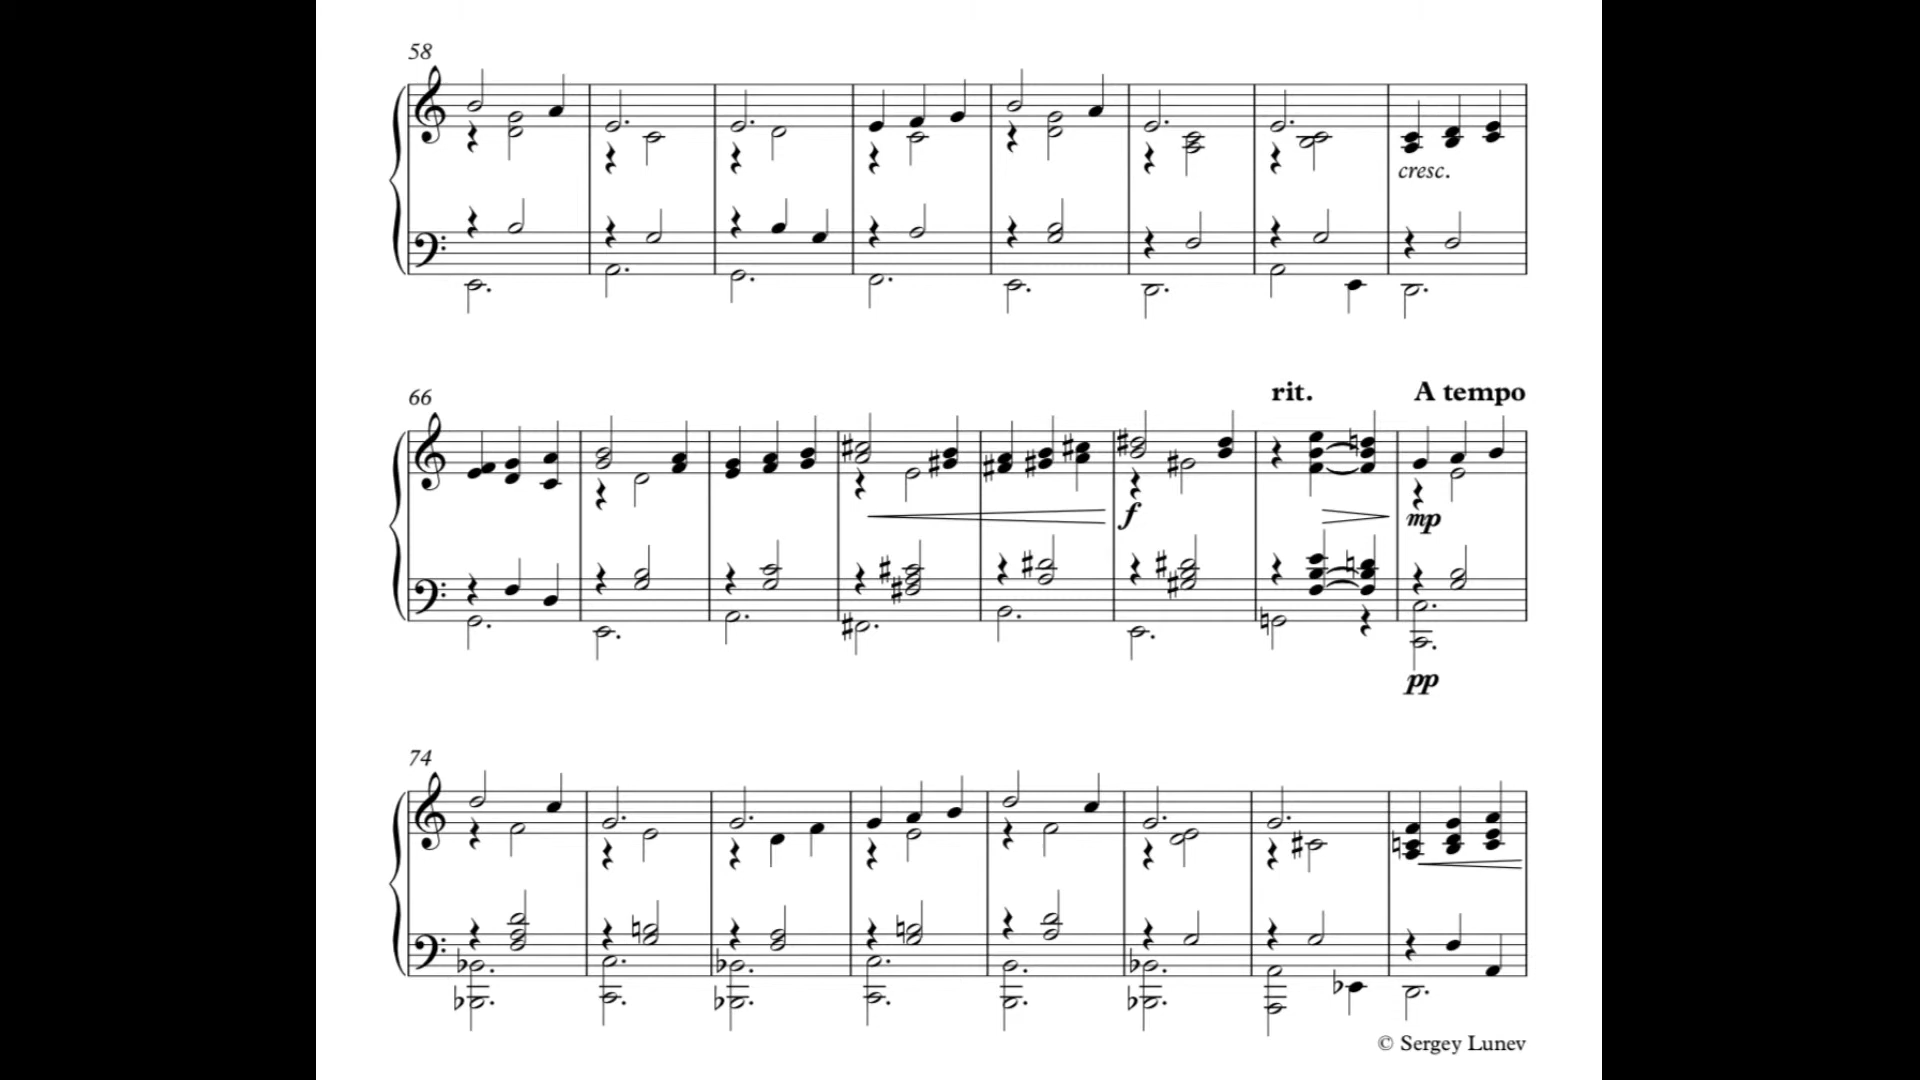 58
cresc.
66
rit. A tempo
f mp
pp
74
© Sergey Lunev